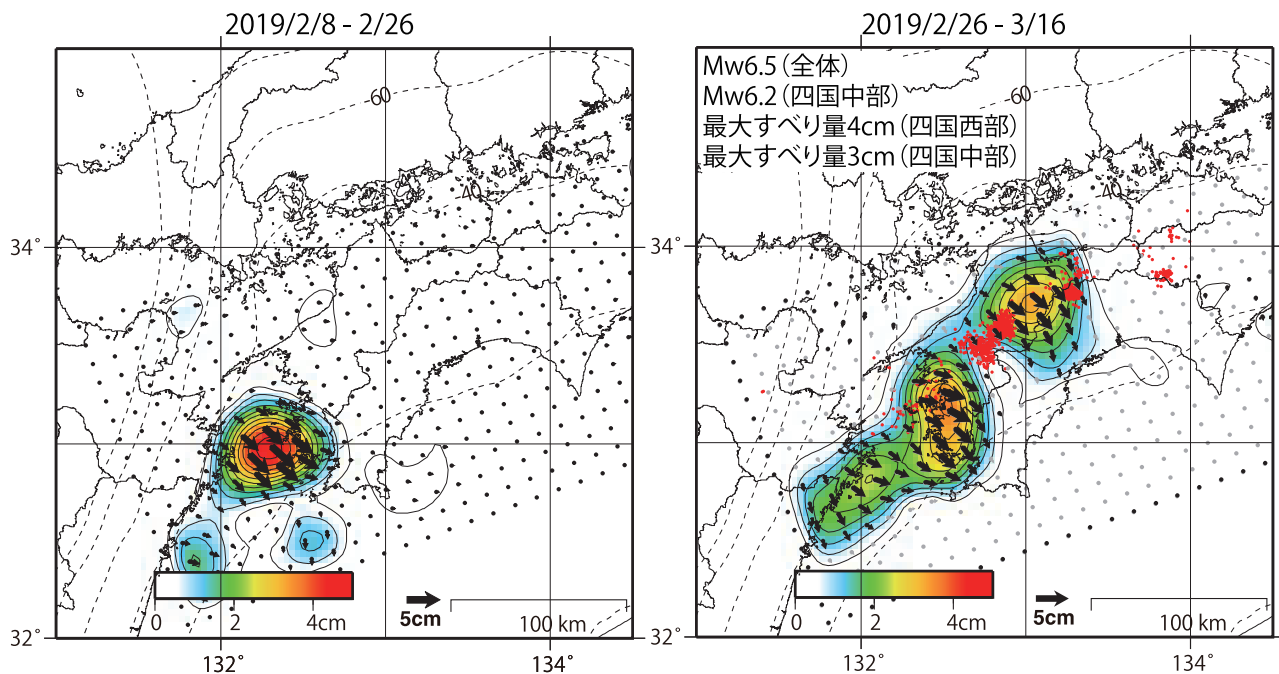 2019/2/8 - 2/26
60
40
34°
32°
0 2 4cm
5cm
100 km
132° 134°
2019/2/26 - 3/16
Mw6.5（全体）
Mw6.2（四国中部）
最大すべり量4cm（四国西部）
最大すべり量3cm（四国中部）
60
40
34°
32°
0 2 4cm
5cm
100 km
132° 134°